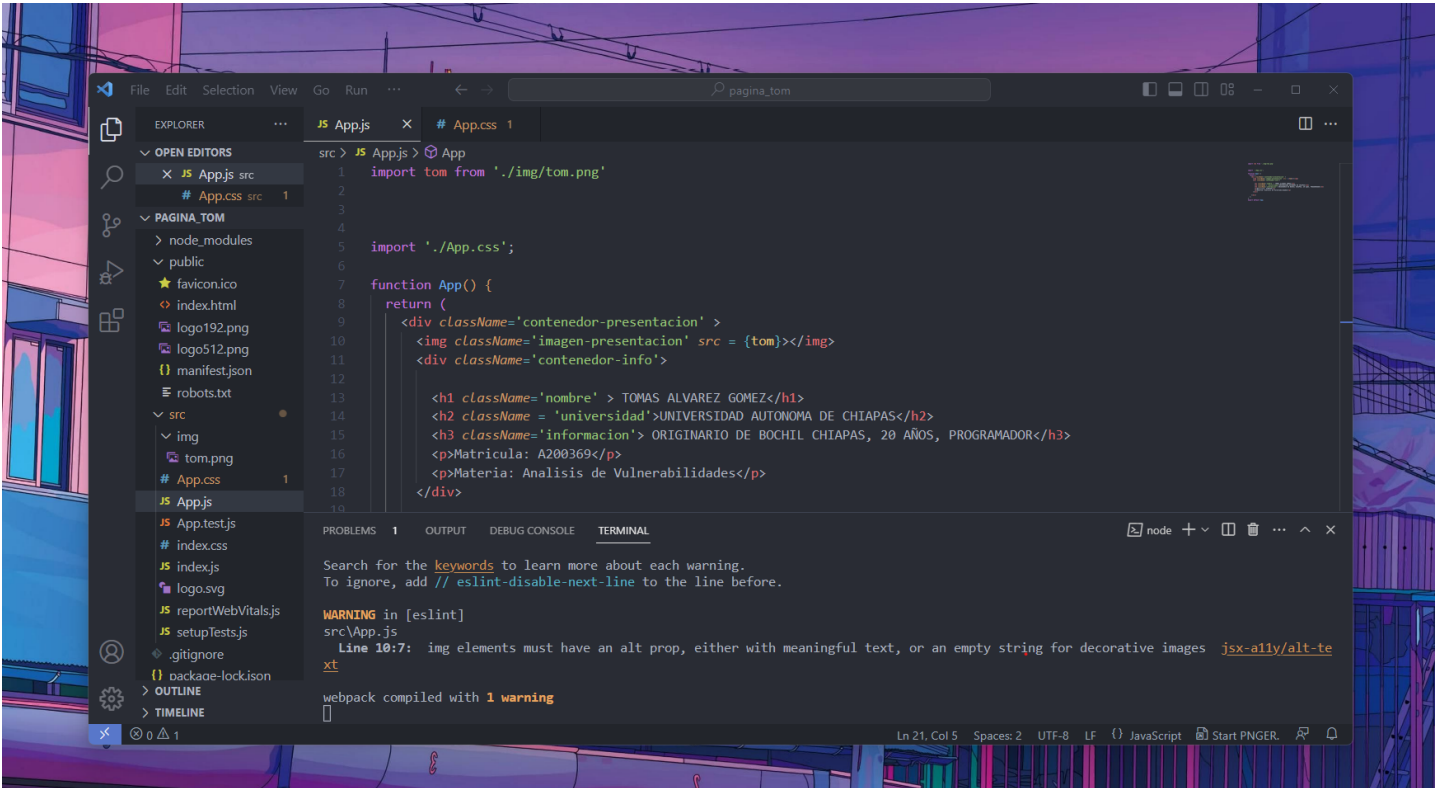 File Edit Selection View Go Run ··· ← → pagina_tom
EXPLORER ···
OPEN EDITORS
JS App.js src
# App.css src 1
PAGINA_TOM
node_modules
public
favicon.ico
index.html
logo192.png
logo512.png
{} manifest.json
robots.txt
src
img
tom.png
# App.css 1
JS App.js
JS App.test.js
# index.css
JS index.js
logo.svg
JS reportWebVitals.js
JS setupTests.js
.gitignore
{} package-lock.json
OUTLINE
TIMELINE
JS App.js # App.css 1
src > JS App.js > App
1 import tom from './img/tom.png'
2
3
4
5 import './App.css';
6
7 function App() {
8 return (
9 <div className='contenedor-presentacion' >
10 <img className='imagen-presentacion' src = {tom}></img>
11 <div className='contenedor-info'>
12
13 <h1 className='nombre' > TOMAS ALVAREZ GOMEZ</h1>
14 <h2 className = 'universidad'>UNIVERSIDAD AUTONOMA DE CHIAPAS</h2>
15 <h3 className='informacion'> ORIGINARIO DE BOCHIL CHIAPAS, 20 AÑOS, PROGRAMADOR</h3>
16 <p>Matricula: A200369</p>
17 <p>Materia: Analisis de Vulnerabilidades</p>
18 </div>
19
PROBLEMS 1 OUTPUT DEBUG CONSOLE TERMINAL node
Search for the keywords to learn more about each warning.
To ignore, add // eslint-disable-next-line to the line before.
WARNING in [eslint]
src\App.js
Line 10:7: img elements must have an alt prop, either with meaningful text, or an empty string for decorative images jsx-a11y/alt-te
xt
webpack compiled with 1 warning
0 1 Ln 21, Col 5 Spaces: 2 UTF-8 LF {} JavaScript Start PNGER.